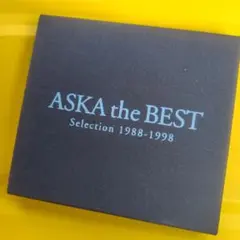 ASKA the BEST
Selection 1988-1998